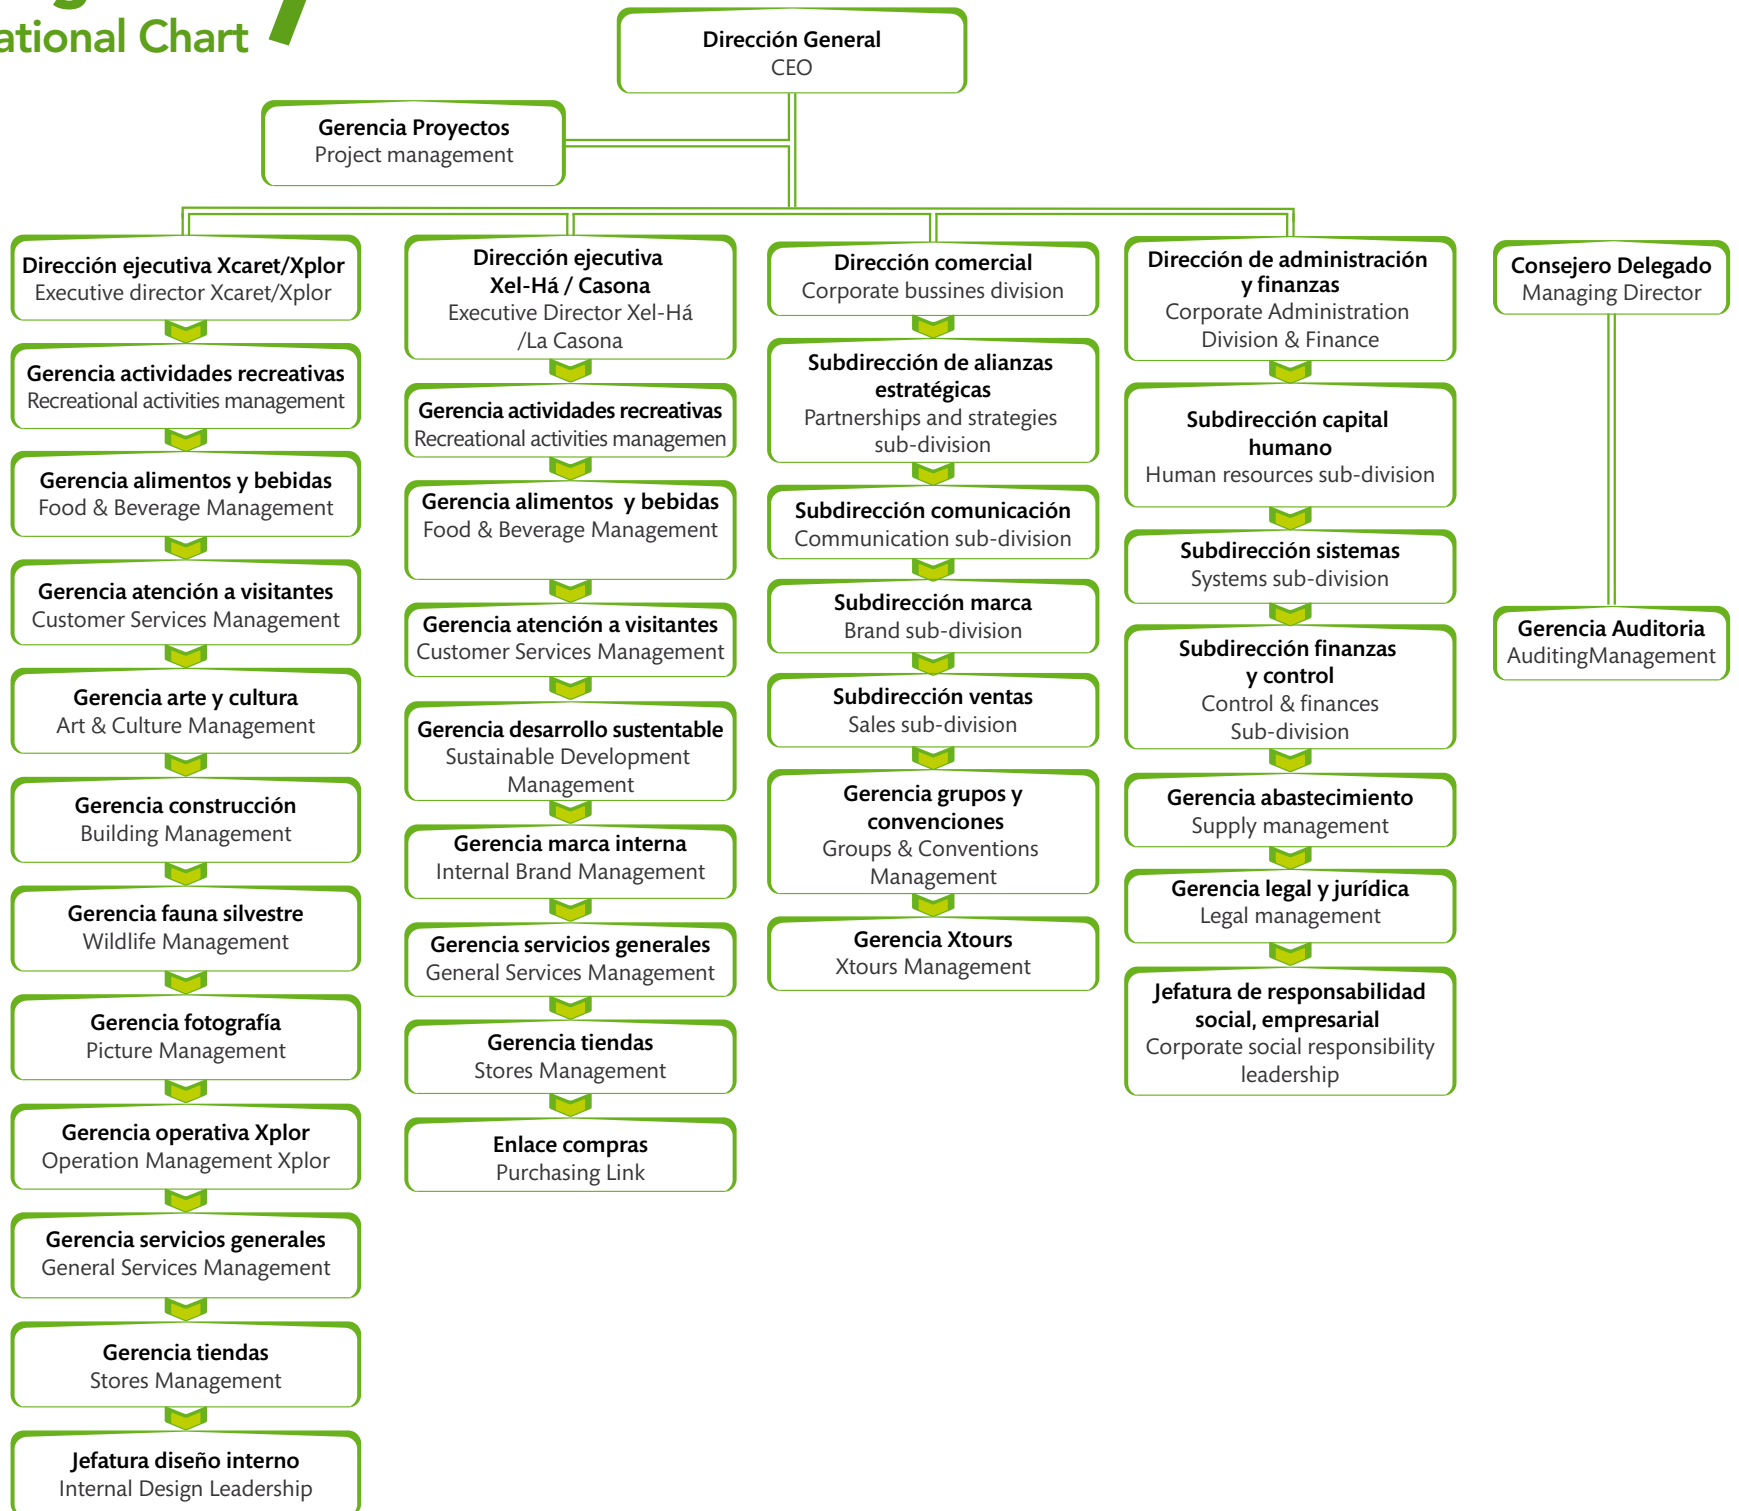 ational Chart
Dirección General
CEO
Gerencia Proyectos
Project management
Dirección ejecutiva Xcaret/Xplor
Executive director Xcaret/Xplor
Gerencia actividades recreativas
Recreational activities management
Gerencia alimentos y bebidas
Food & Beverage Management
Gerencia atención a visitantes
Customer Services Management
Gerencia arte y cultura
Art & Culture Management
Gerencia construcción
Building Management
Gerencia fauna silvestre
Wildlife Management
Gerencia fotografía
Picture Management
Gerencia operativa Xplor
Operation Management Xplor
Gerencia servicios generales
General Services Management
Gerencia tiendas
Stores Management
Jefatura diseño interno
Internal Design Leadership
Dirección ejecutiva
Xel-Há / Casona
Executive Director Xel-Há
/La Casona
Gerencia actividades recreativas
Recreational activities managemen
Gerencia alimentos y bebidas
Food & Beverage Management
Gerencia atención a visitantes
Customer Services Management
Gerencia desarrollo sustentable
Sustainable Development
Management
Gerencia marca interna
Internal Brand Management
Gerencia servicios generales
General Services Management
Gerencia tiendas
Stores Management
Enlace compras
Purchasing Link
Dirección comercial
Corporate bussines division
Subdirección de alianzas
estratégicas
Partnerships and strategies
sub-division
Subdirección comunicación
Communication sub-division
Subdirección marca
Brand sub-division
Subdirección ventas
Sales sub-division
Gerencia grupos y
convenciones
Groups & Conventions
Management
Gerencia Xtours
Xtours Management
Dirección de administración
y finanzas
Corporate Administration
Division & Finance
Subdirección capital
humano
Human resources sub-division
Subdirección sistemas
Systems sub-division
Subdirección finanzas
y control
Control & finances
Sub-division
Gerencia abastecimiento
Supply management
Gerencia legal y jurídica
Legal management
Jefatura de responsabilidad
social, empresarial
Corporate social responsibility
leadership
Consejero Delegado
Managing Director
Gerencia Auditoria
AuditingManagement